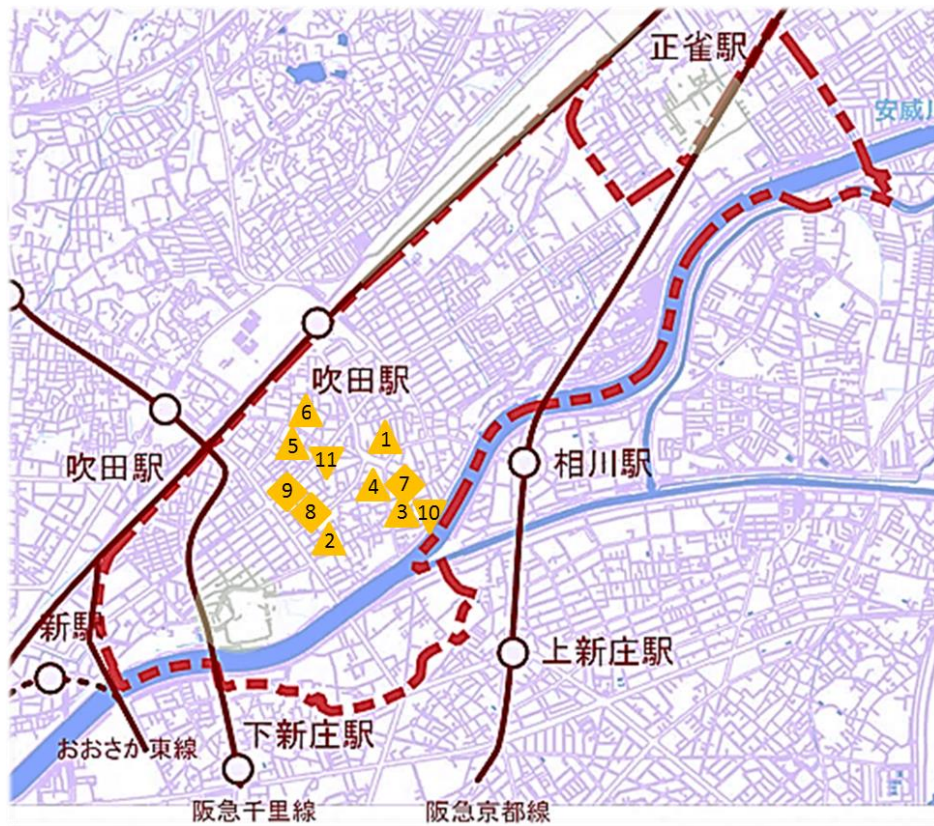 正雀駅
安威川
吹田駅
6
1
5
11
吹田駅
相川駅
9
4
7
8
3
10
2
新駅
上新庄駅
下新庄駅
おおさか東線
阪急千里線
阪急京都線